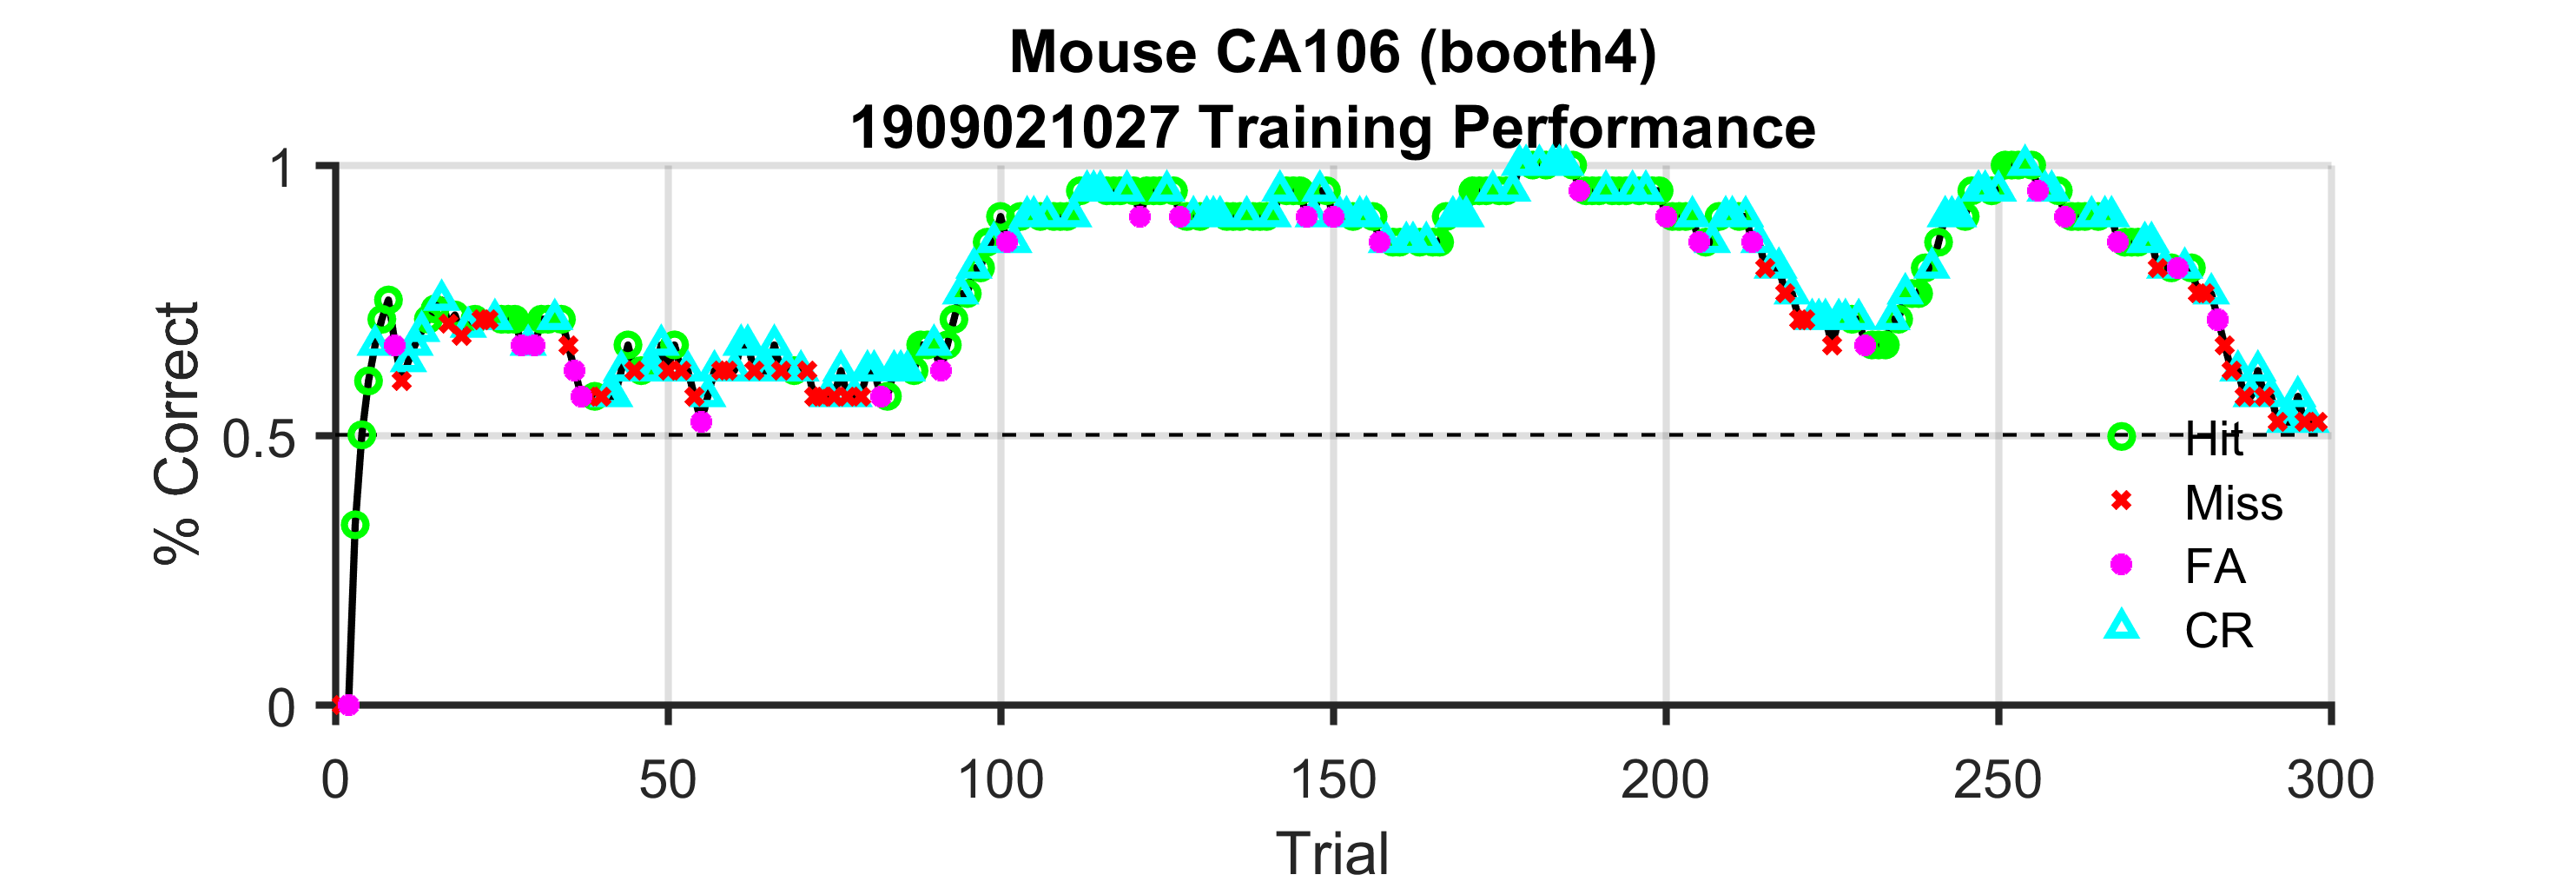 Mouse CA106 (booth4)
1909021027 Training Performance
1
0.5
0
% Correct
Hit
Miss
FA
CR
0 50 100 150 200 250 300
Trial